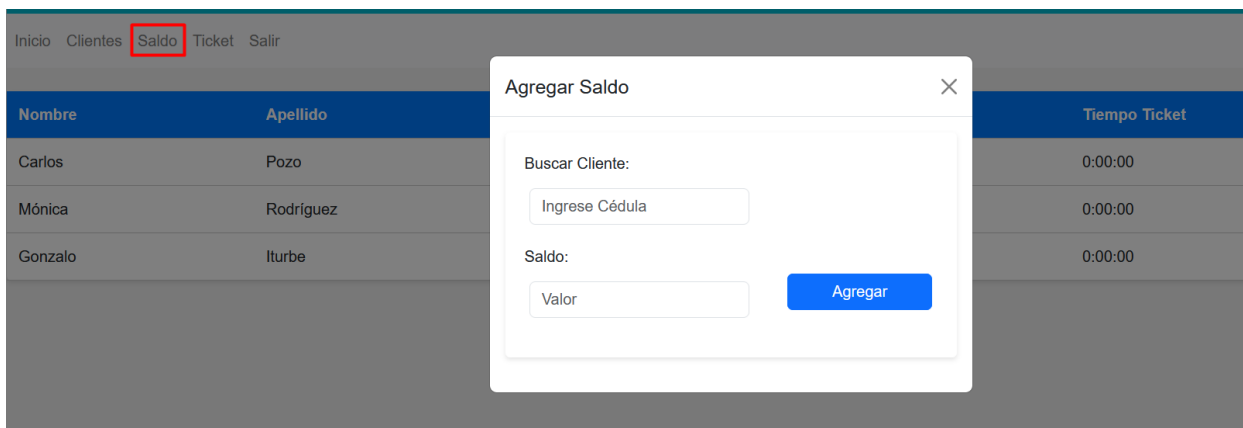 Inicio Clientes Saldo Ticket Salir
Agregar Saldo
Nombre Apellido Tiempo Ticket
Buscar Cliente:
Carlos Pozo 0:00:00
Ingrese Cédula
Mónica Rodríguez 0:00:00
Saldo:
Gonzalo Iturbe 0:00:00
Valor Agregar